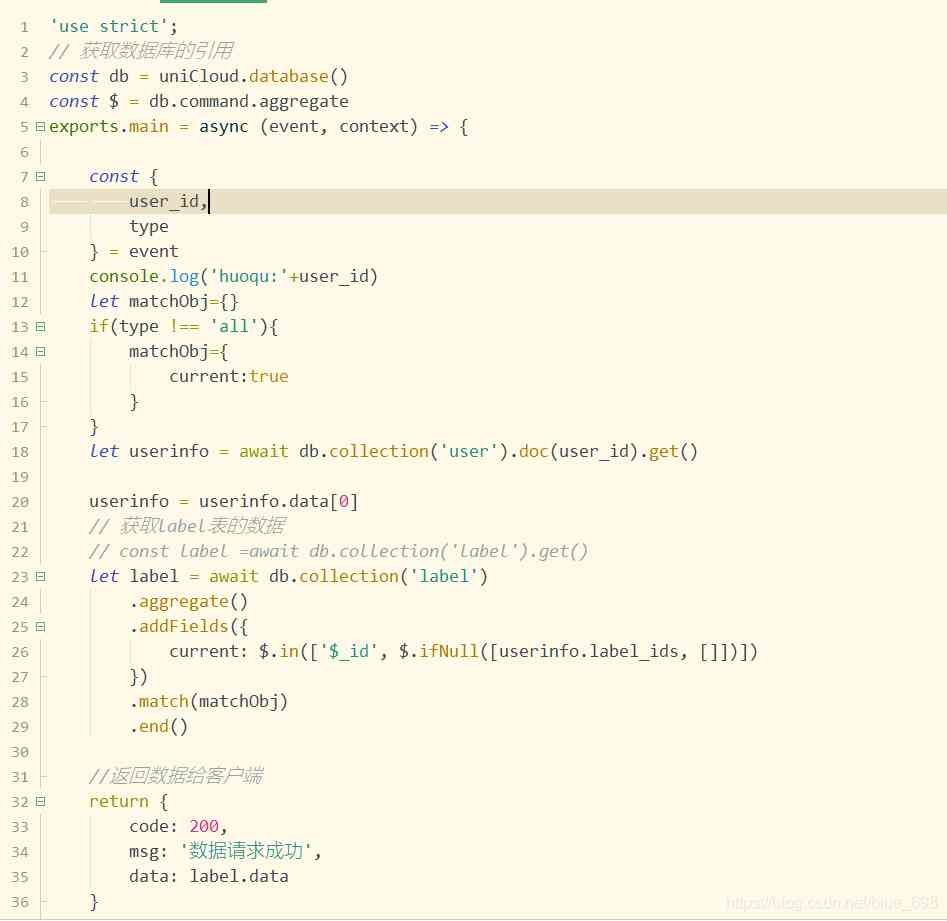 1 'use strict';
2 // 获取数据库的引用
3 const db = uniCloud.database()
4 const $ = db.command.aggregate
5 exports.main = async (event, context) => {
6
7 const {
8 user_id,
9 type
10 } = event
11 console.log('huoqu:'+user_id)
12 let matchObj={}
13 if(type !== 'all'){
14 matchObj={
15 current:true
16 }
17 }
18 let userinfo = await db.collection('user').doc(user_id).get()
19
20 userinfo = userinfo.data[0]
21 // 获取label表的数据
22 // const label =await db.collection('label').get()
23 let label = await db.collection('label')
24 .aggregate()
25 .addFields({
26 current: $.in(['$_id', $.ifNull([userinfo.label_ids, []])])
27 })
28 .match(matchObj)
29 .end()
30
31 //返回数据给客户端
32 return {
33 code: 200,
34 msg: '数据请求成功',
35 data: label.data
36 }
https://blog.csdn.net/blue_698